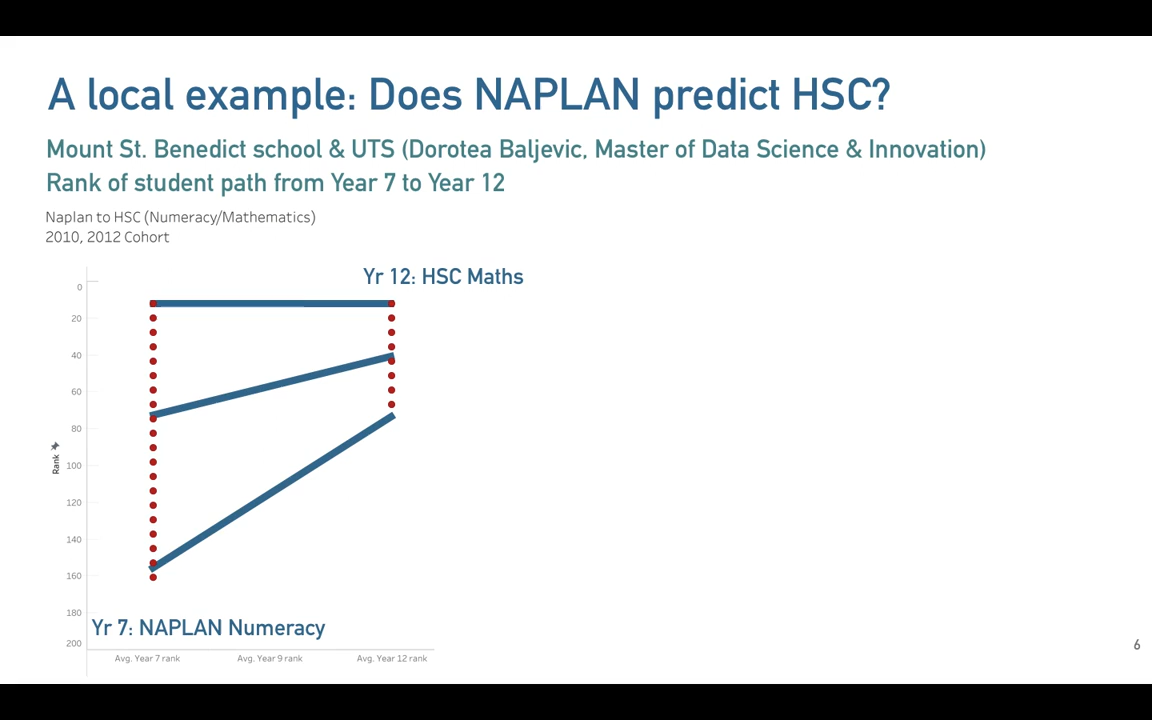 A local example: Does NAPLAN predict HSC?
Mount St. Benedict school & UTS (Dorotea Baljevic, Master of Data Science & Innovation)
Rank of student path from Year 7 to Year 12
Naplan to HSC (Numeracy/Mathematics)
2010, 2012 Cohort
Yr 12: HSC Maths
0
20
40
60
80
100
120
140
160
180
200
Rank
Yr 7: NAPLAN Numeracy
Avg. Year 7 rank
Avg. Year 9 rank
Avg. Year 12 rank
6